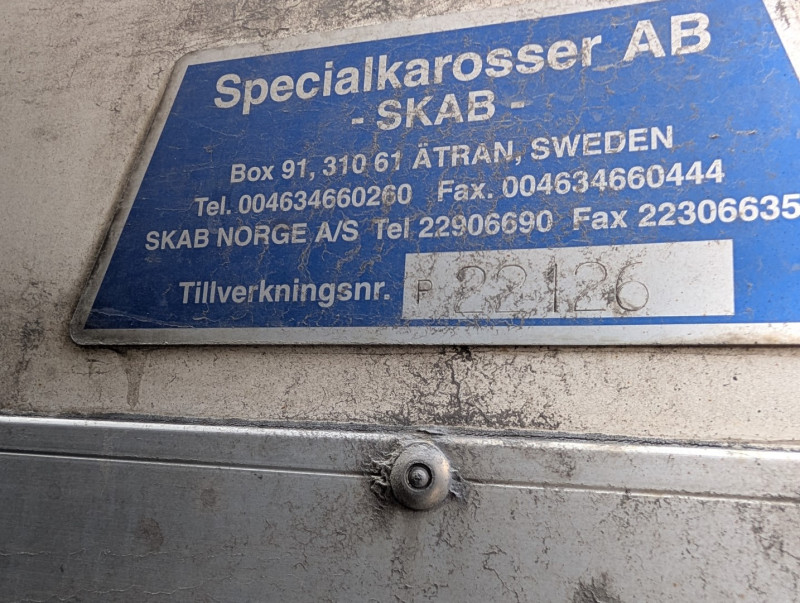 Specialkarosser AB
- SKAB -
Box 91, 310 61 ÄTRAN, SWEDEN
Tel. 004634660260 Fax. 004634660444
SKAB NORGE A/S Tel 22906690 Fax 22306635
Tillverkningsnr. P 22126